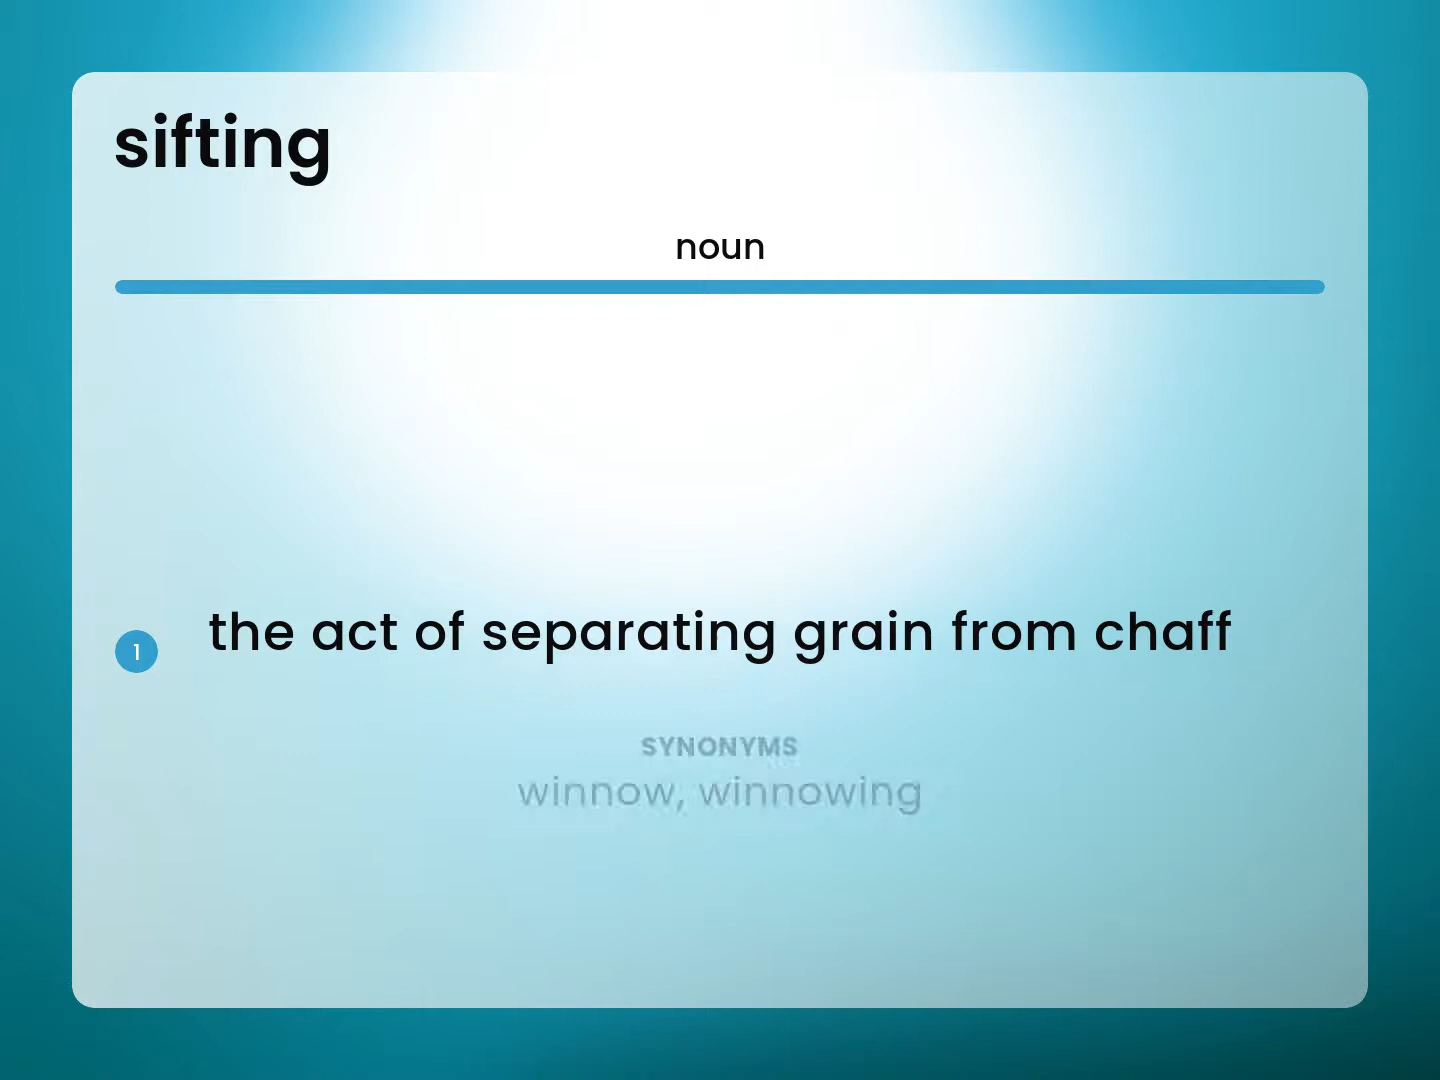 sifting
noun
1 the act of separating grain from chaff
SYNONYMS
winnow, winnowing